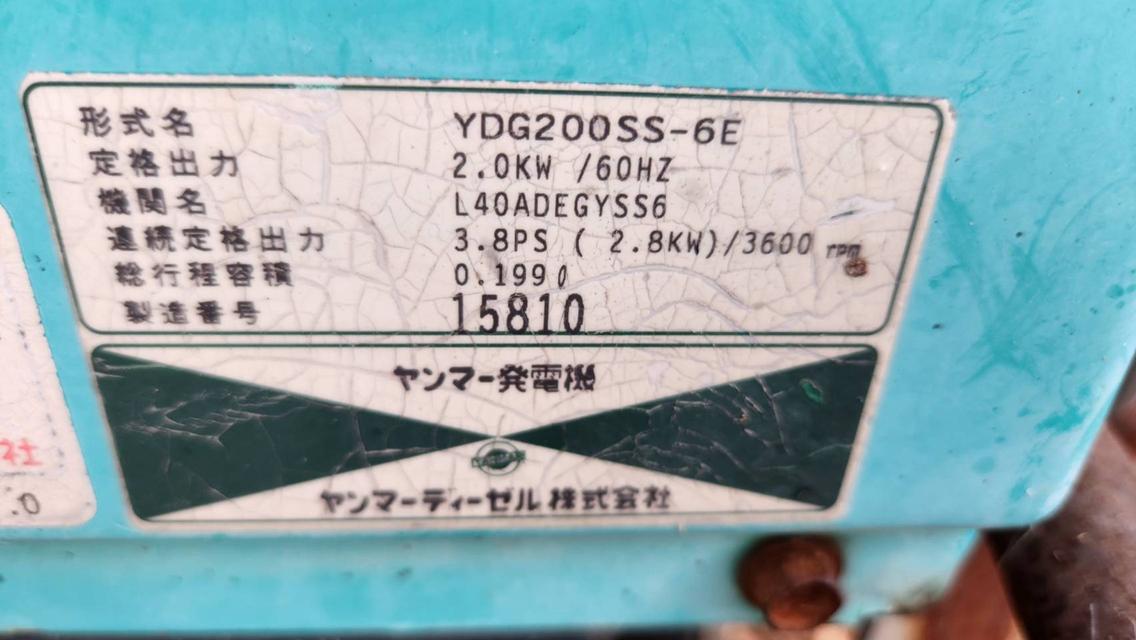 形式名 YDG200SS-6E
定格出力 2.0KW /60HZ
機関名 L40ADEGYSS6
連続定格出力 3.8PS ( 2.8KW)/3600 rpm
総行程容積 0.199ℓ
製造番号 15810
ヤンマー発電機
ヤンマーディーゼル株式会社
社
.0